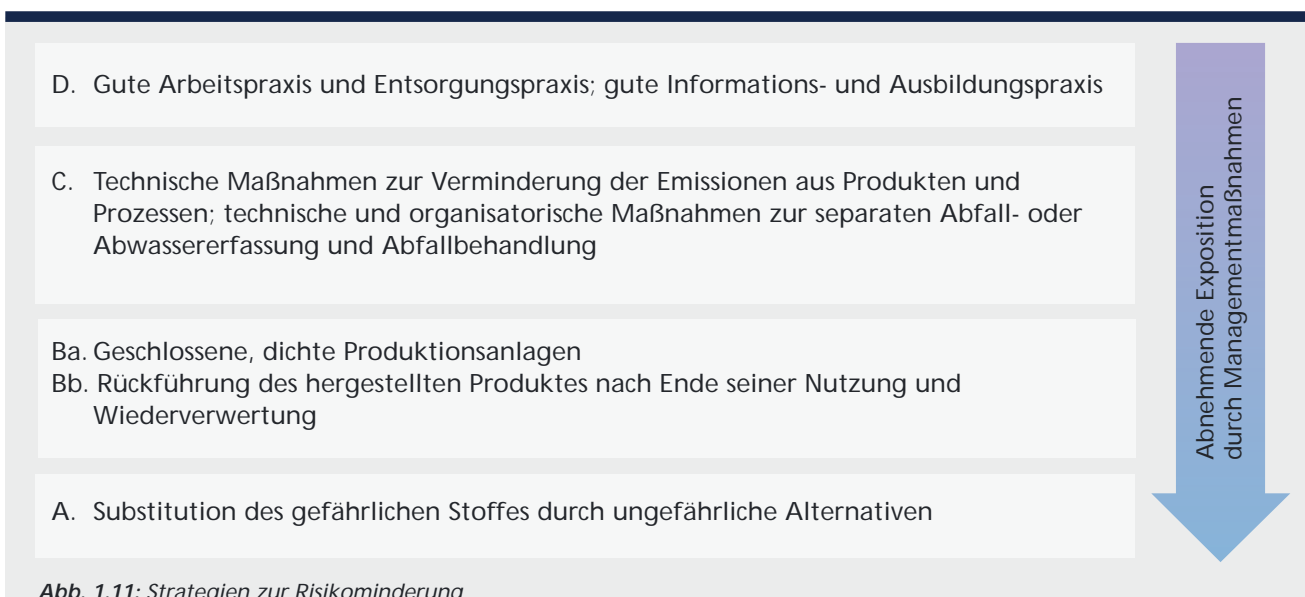 D. Gute Arbeitspraxis und Entsorgungspraxis; gute Informations- und Ausbildungspraxis
C. Technische Maßnahmen zur Verminderung der Emissionen aus Produkten und
Prozessen; technische und organisatorische Maßnahmen zur separaten Abfall- oder
Abwassererfassung und Abfallbehandlung
Ba. Geschlossene, dichte Produktionsanlagen
Bb. Rückführung des hergestellten Produktes nach Ende seiner Nutzung und
Wiederverwertung
A. Substitution des gefährlichen Stoffes durch ungefährliche Alternativen
Abnehmende Exposition
durch Managementmaßnahmen
Abb. 1.11: Strategien zur Risikominderung